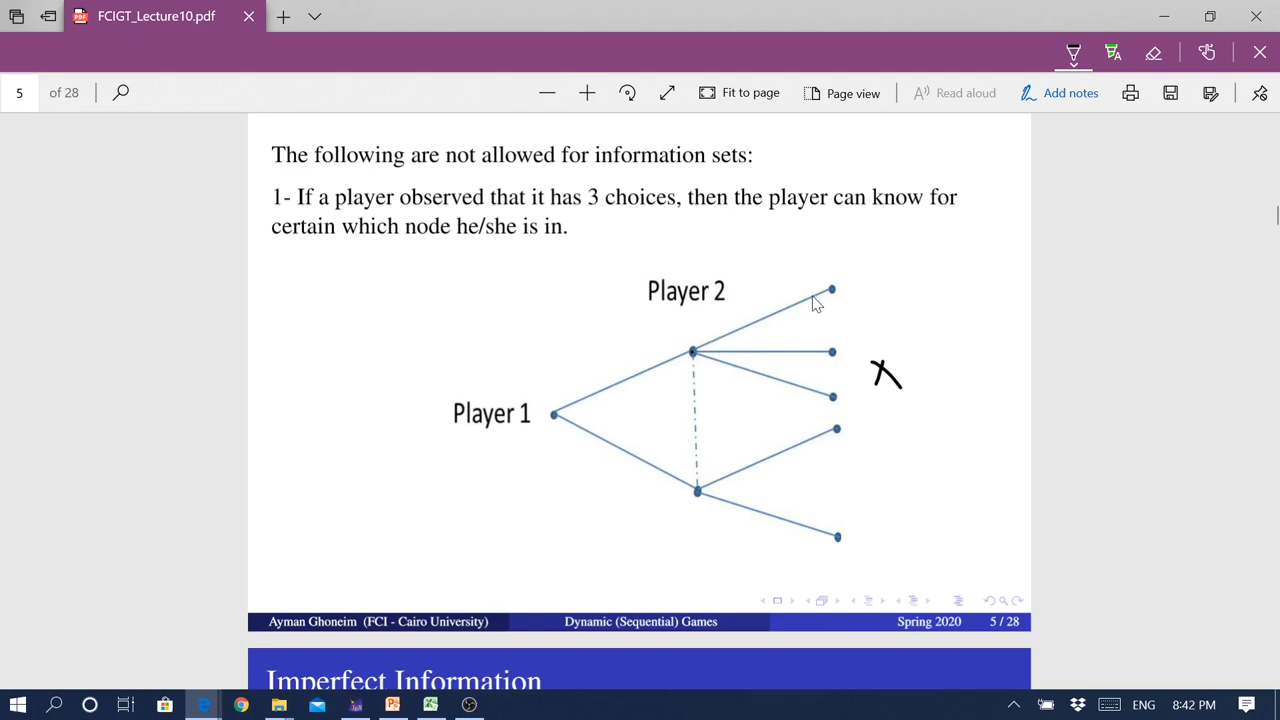 FCIGT_Lecture10.pdf
5 of 28
Fit to page
Page view
Read aloud
Add notes
The following are not allowed for information sets:
1- If a player observed that it has 3 choices, then the player can know for
certain which node he/she is in.
Player 2
Player 1
Ayman Ghoneim (FCI - Cairo University) Dynamic (Sequential) Games Spring 2020 5 / 28
Imperfect Information
ENG 8:42 PM